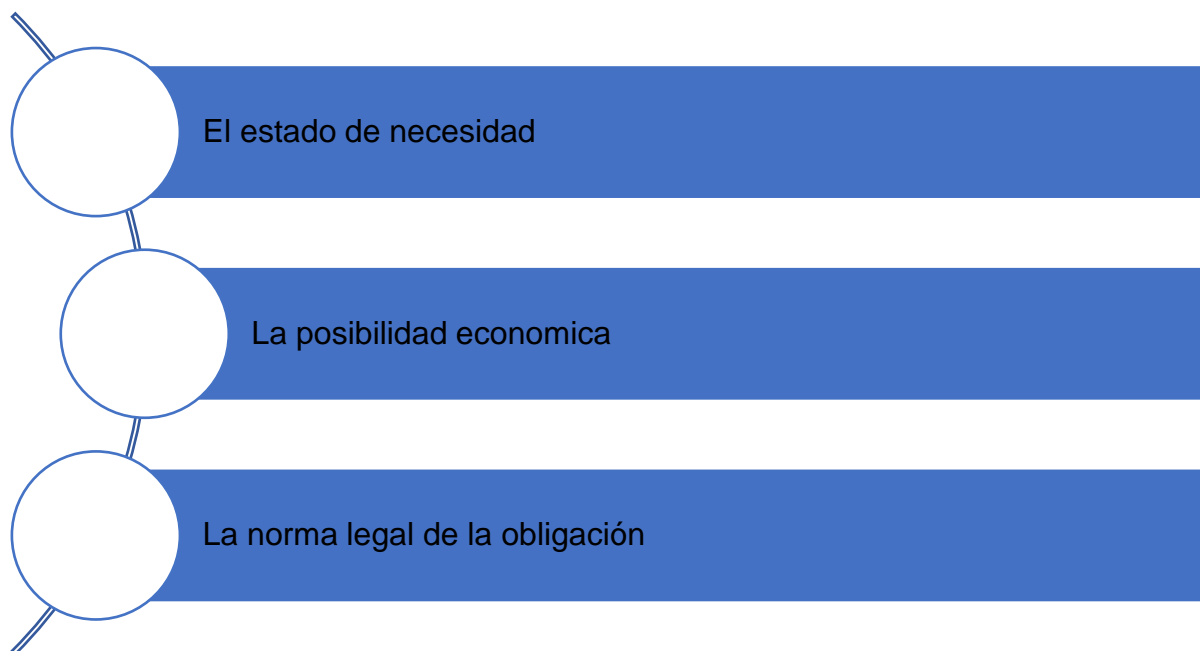 El estado de necesidad
La posibilidad economica
La norma legal de la obligación